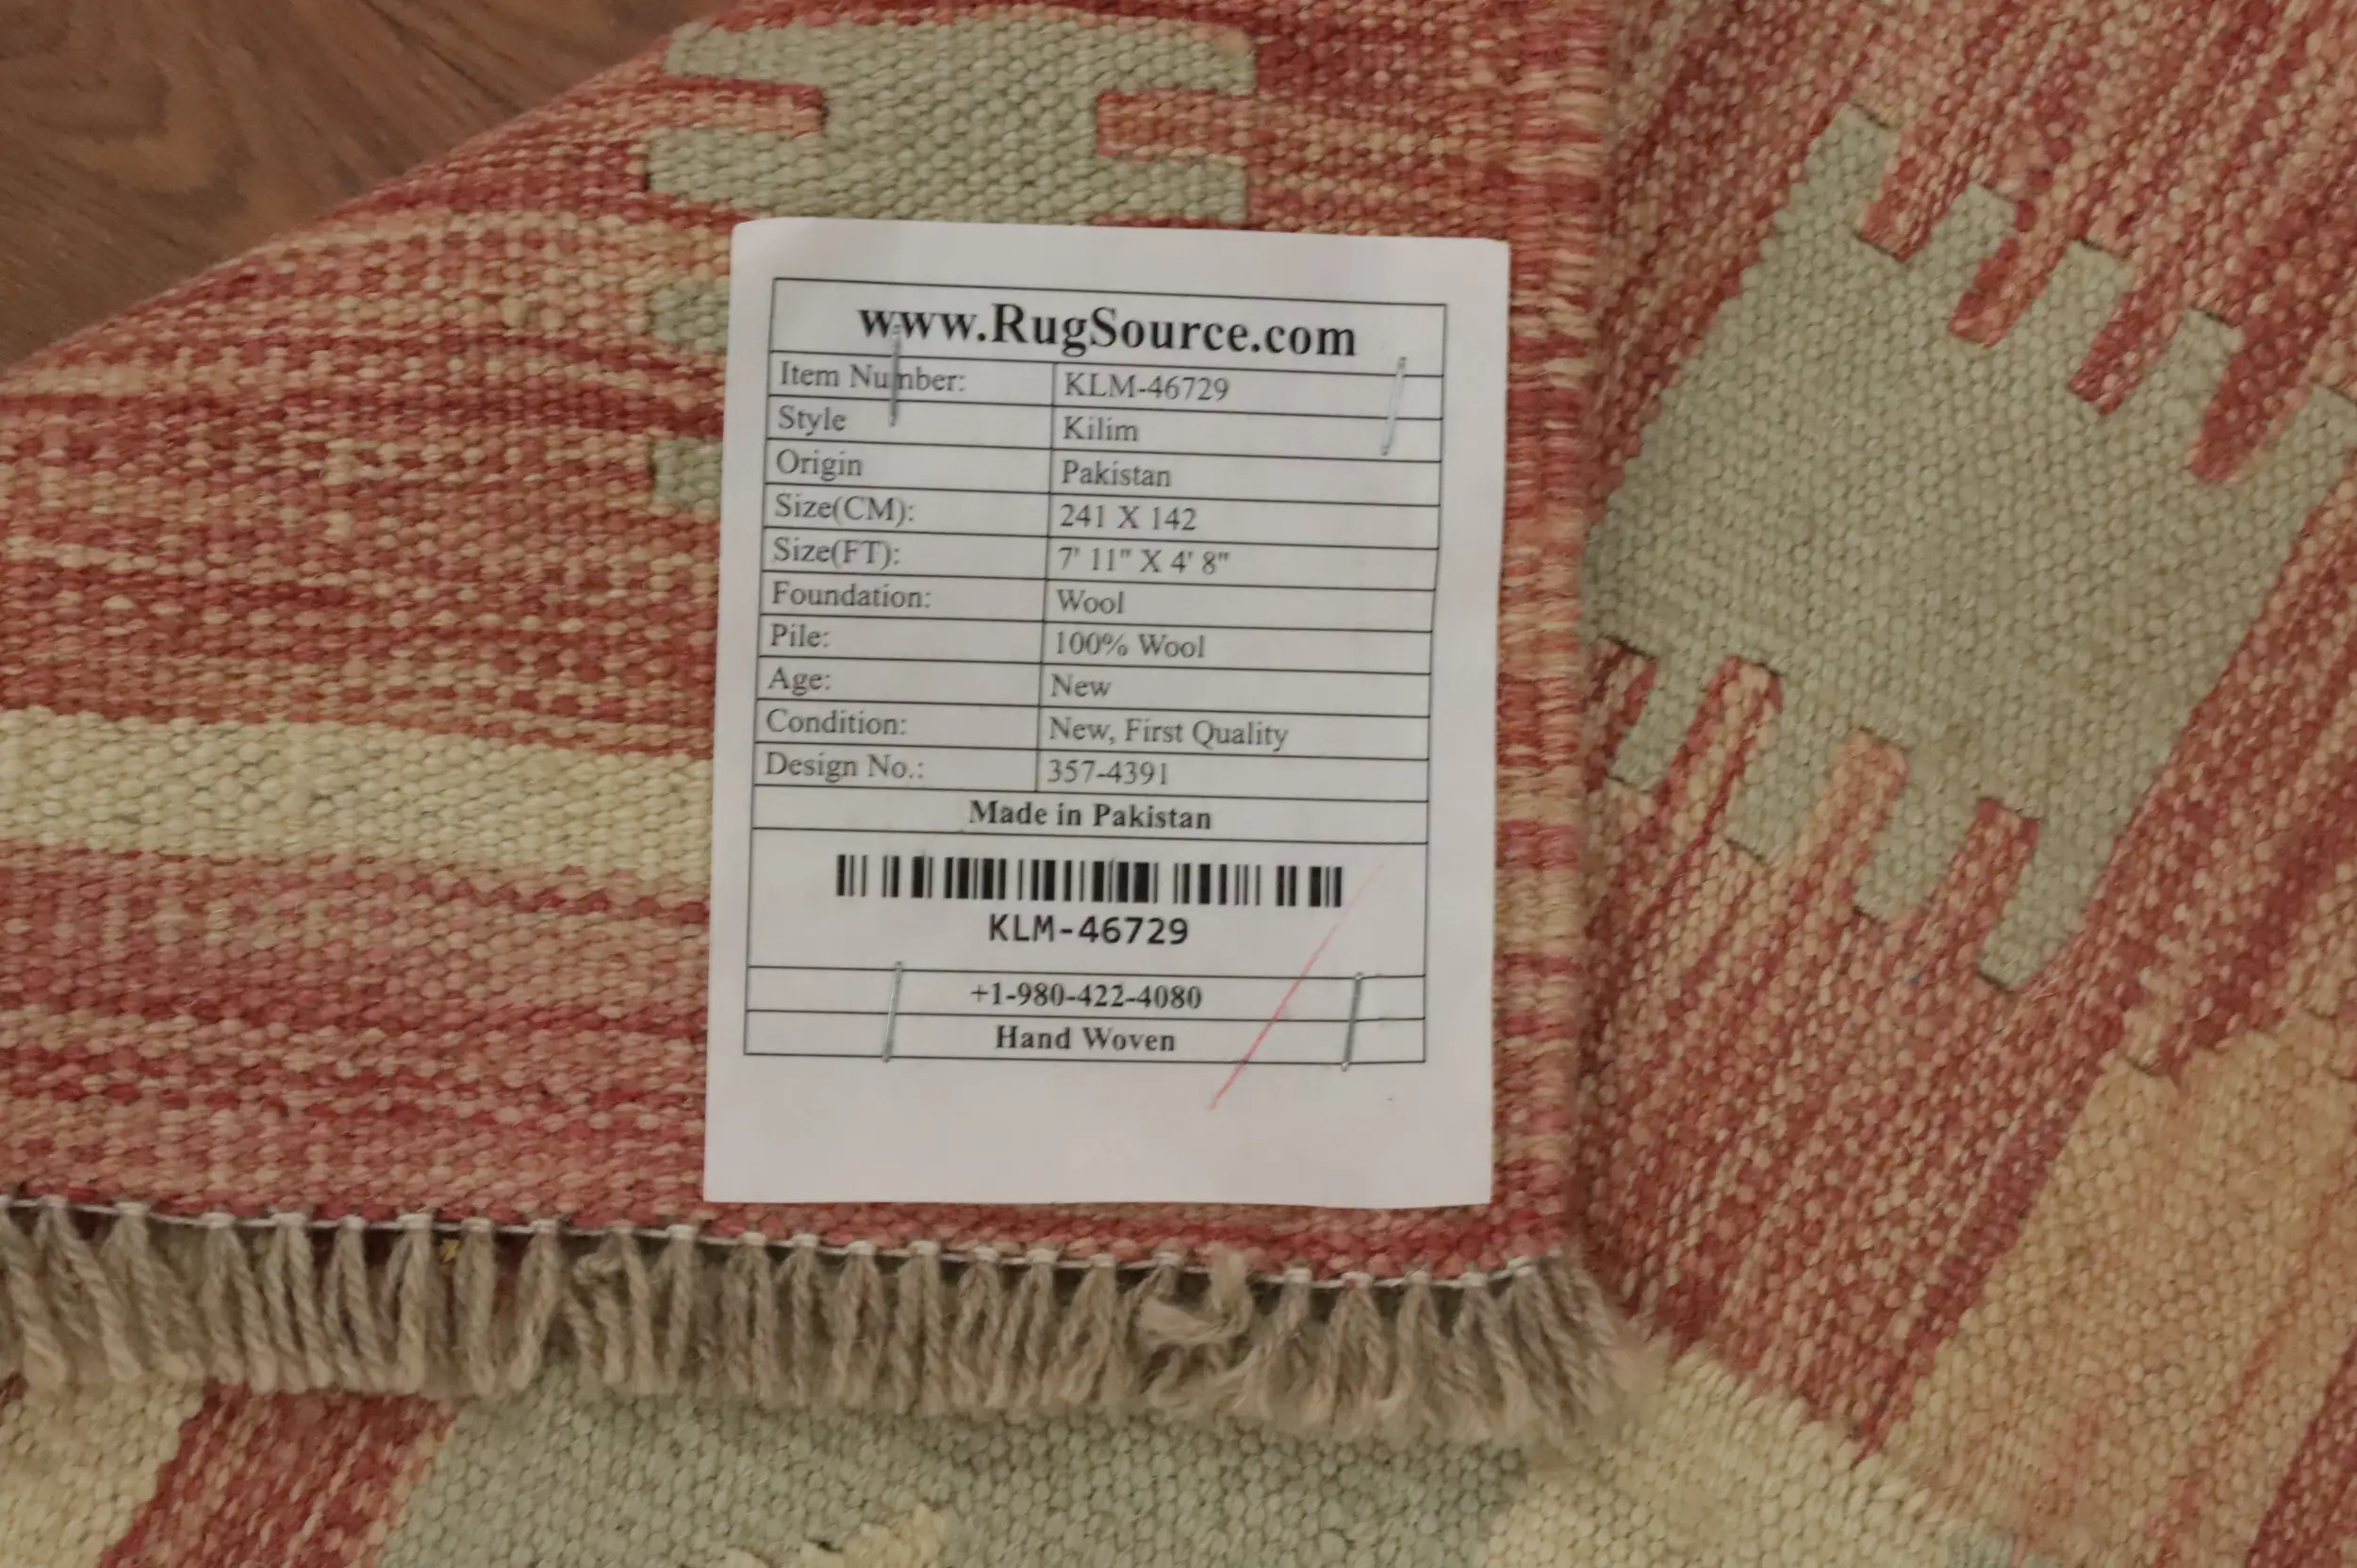 www.RugSource.com
Item Number: KLM-46729
Style Kilim
Origin Pakistan
Size(CM): 241 X 142
Size(FT): 7' 11" X 4' 8"
Foundation: Wool
Pile: 100% Wool
Age: New
Condition: New, First Quality
Design No.: 357-4391
Made in Pakistan
KLM-46729
+1-980-422-4080
Hand Woven